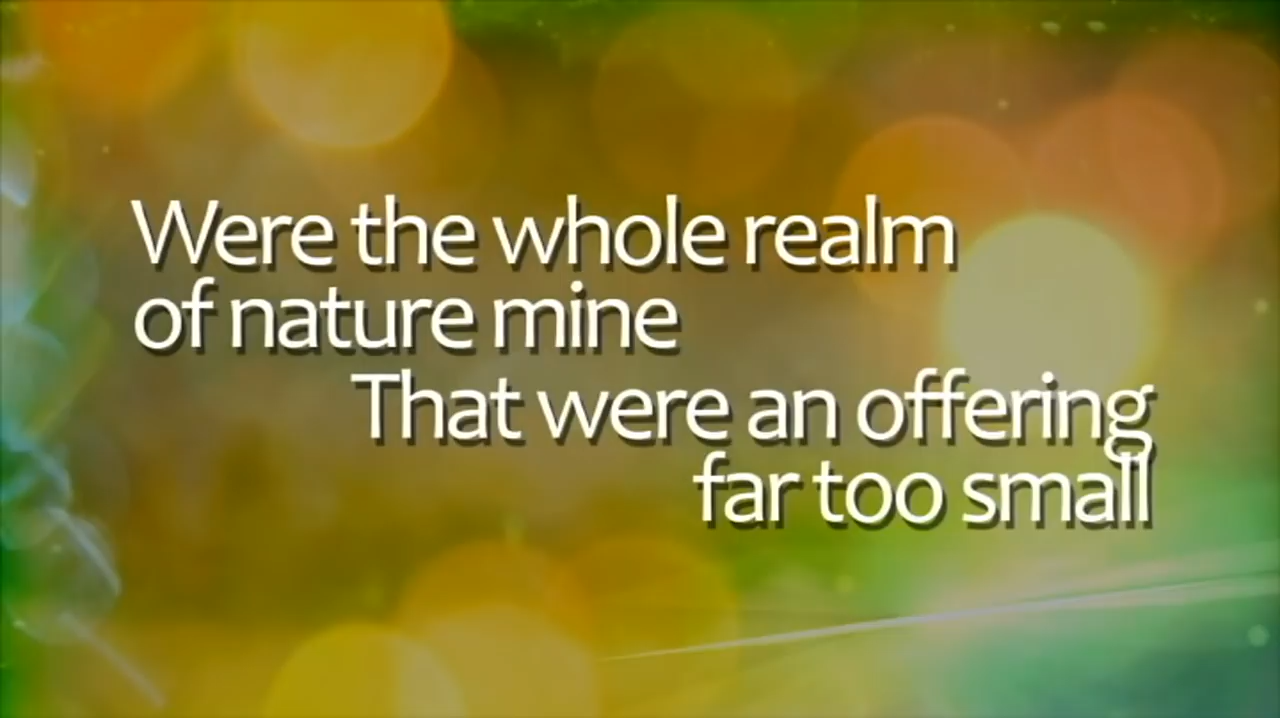 Were the whole realm
of nature mine
That were an offering
far too small